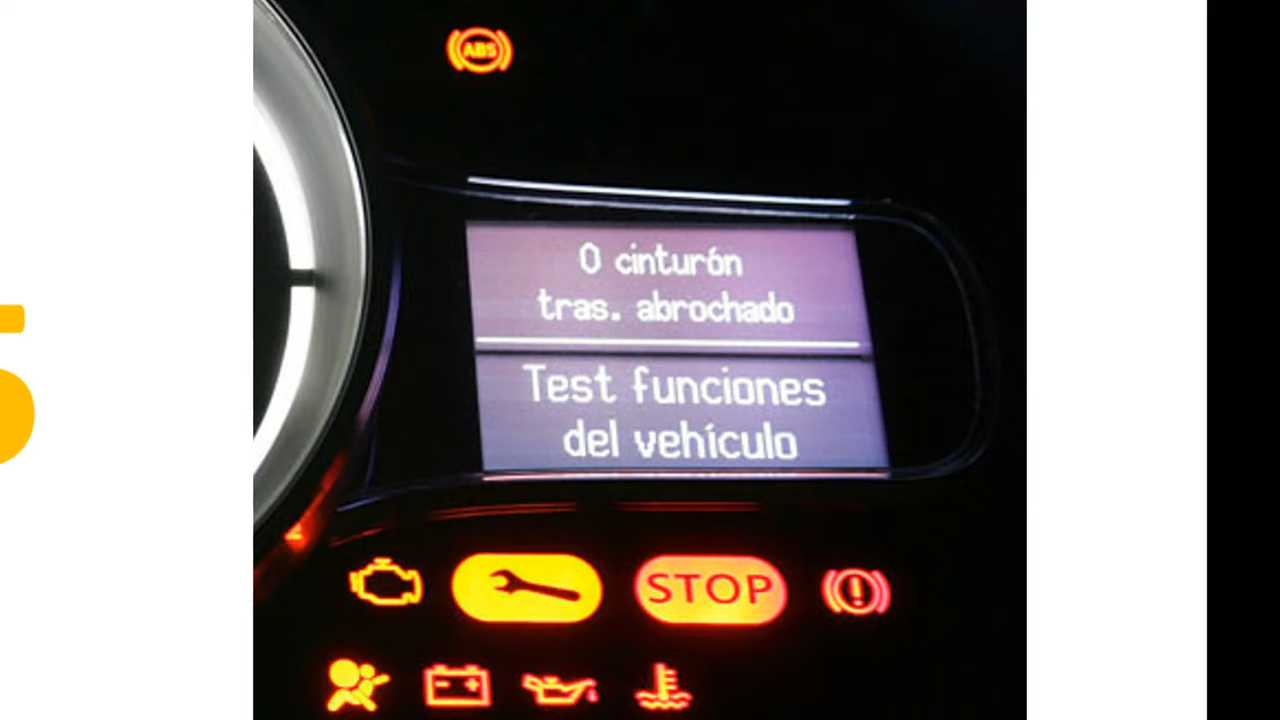 ABS
0 cinturón
tras. abrochado
Test funciones
del vehículo
STOP